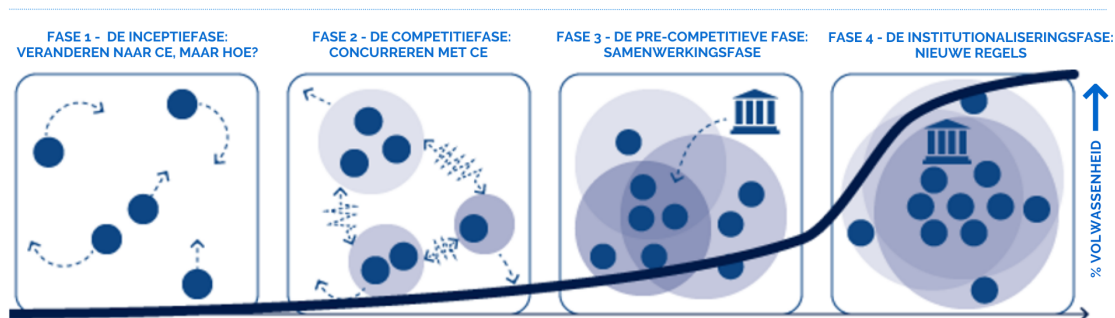 FASE 1 - DE INCEPTIEFASE:
VERANDEREN NAAR CE, MAAR HOE?
FASE 2 - DE COMPETITIEFASE:
CONCURREREN MET CE
FASE 3 - DE PRE-COMPETITIEVE FASE:
SAMENWERKINGSFASE
FASE 4 - DE INSTITUTIONALISERINGSFASE:
NIEUWE REGELS
% VOLWASSENHEID